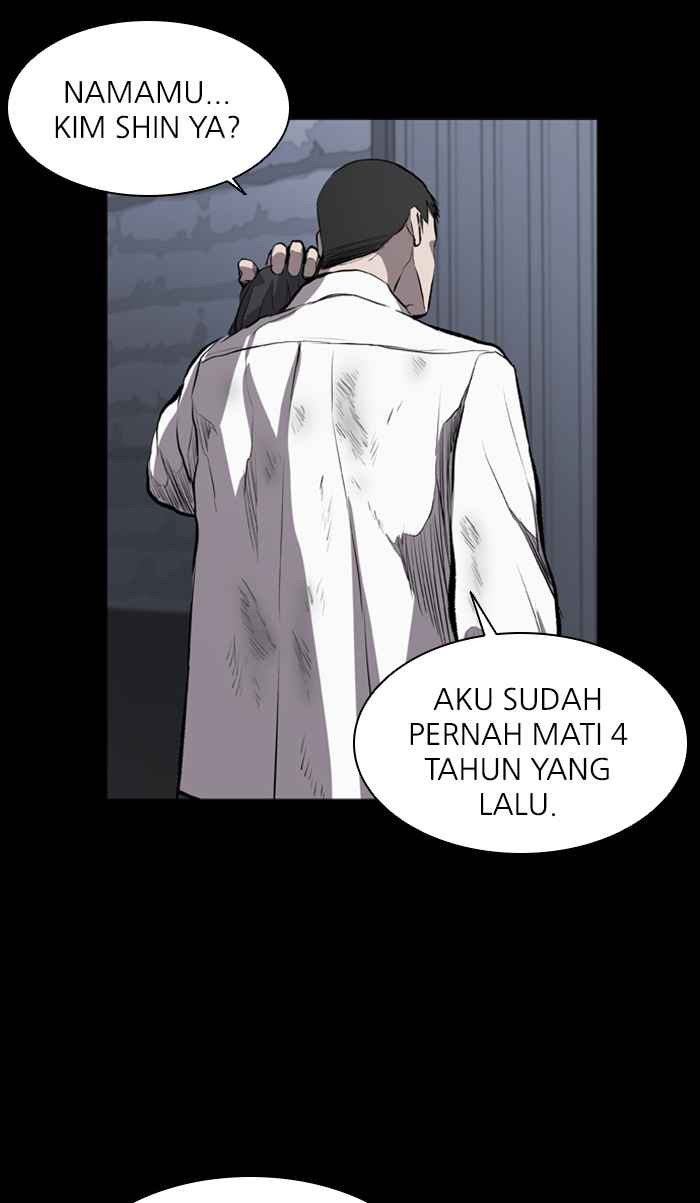 NAMAMU...
KIM SHIN YA?
AKU SUDAH
PERNAH MATI 4
TAHUN YANG
LALU.